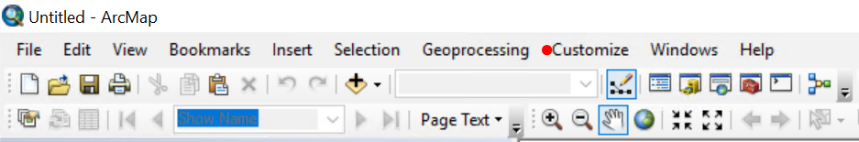 Untitled - ArcMap
File Edit View Bookmarks Insert Selection Geoprocessing Customize Windows Help
Show Name Page Text